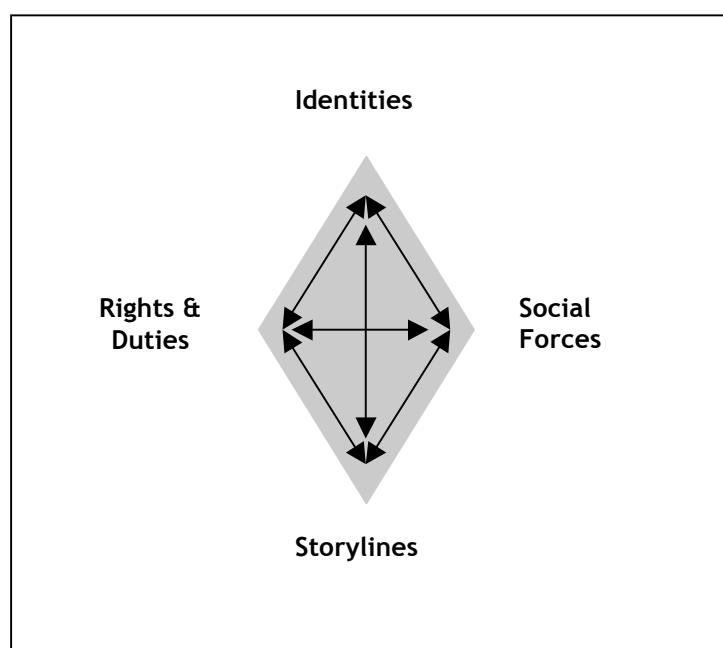 Identities
Rights &
Duties
Social
Forces
Storylines